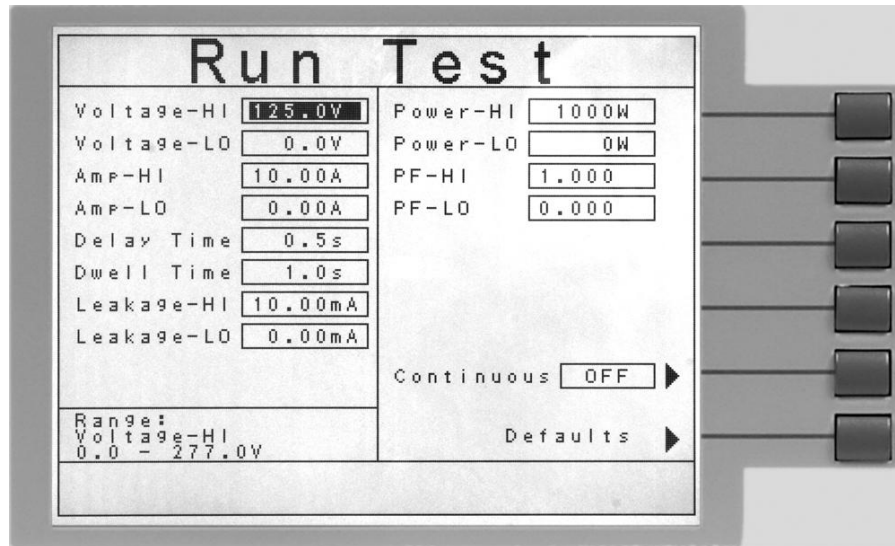 Run Test
Voltage-HI 125.0V
Voltage-LO 0.0V
Amp-HI 10.00A
Amp-LO 0.00A
Delay Time 0.5s
Dwell Time 1.0s
Leakage-HI 10.00mA
Leakage-LO 0.00mA
Range:
Voltage-HI
0.0 - 277.0V
Power-HI 1000W
Power-LO 0W
PF-HI 1.000
PF-LO 0.000
Continuous OFF
Defaults